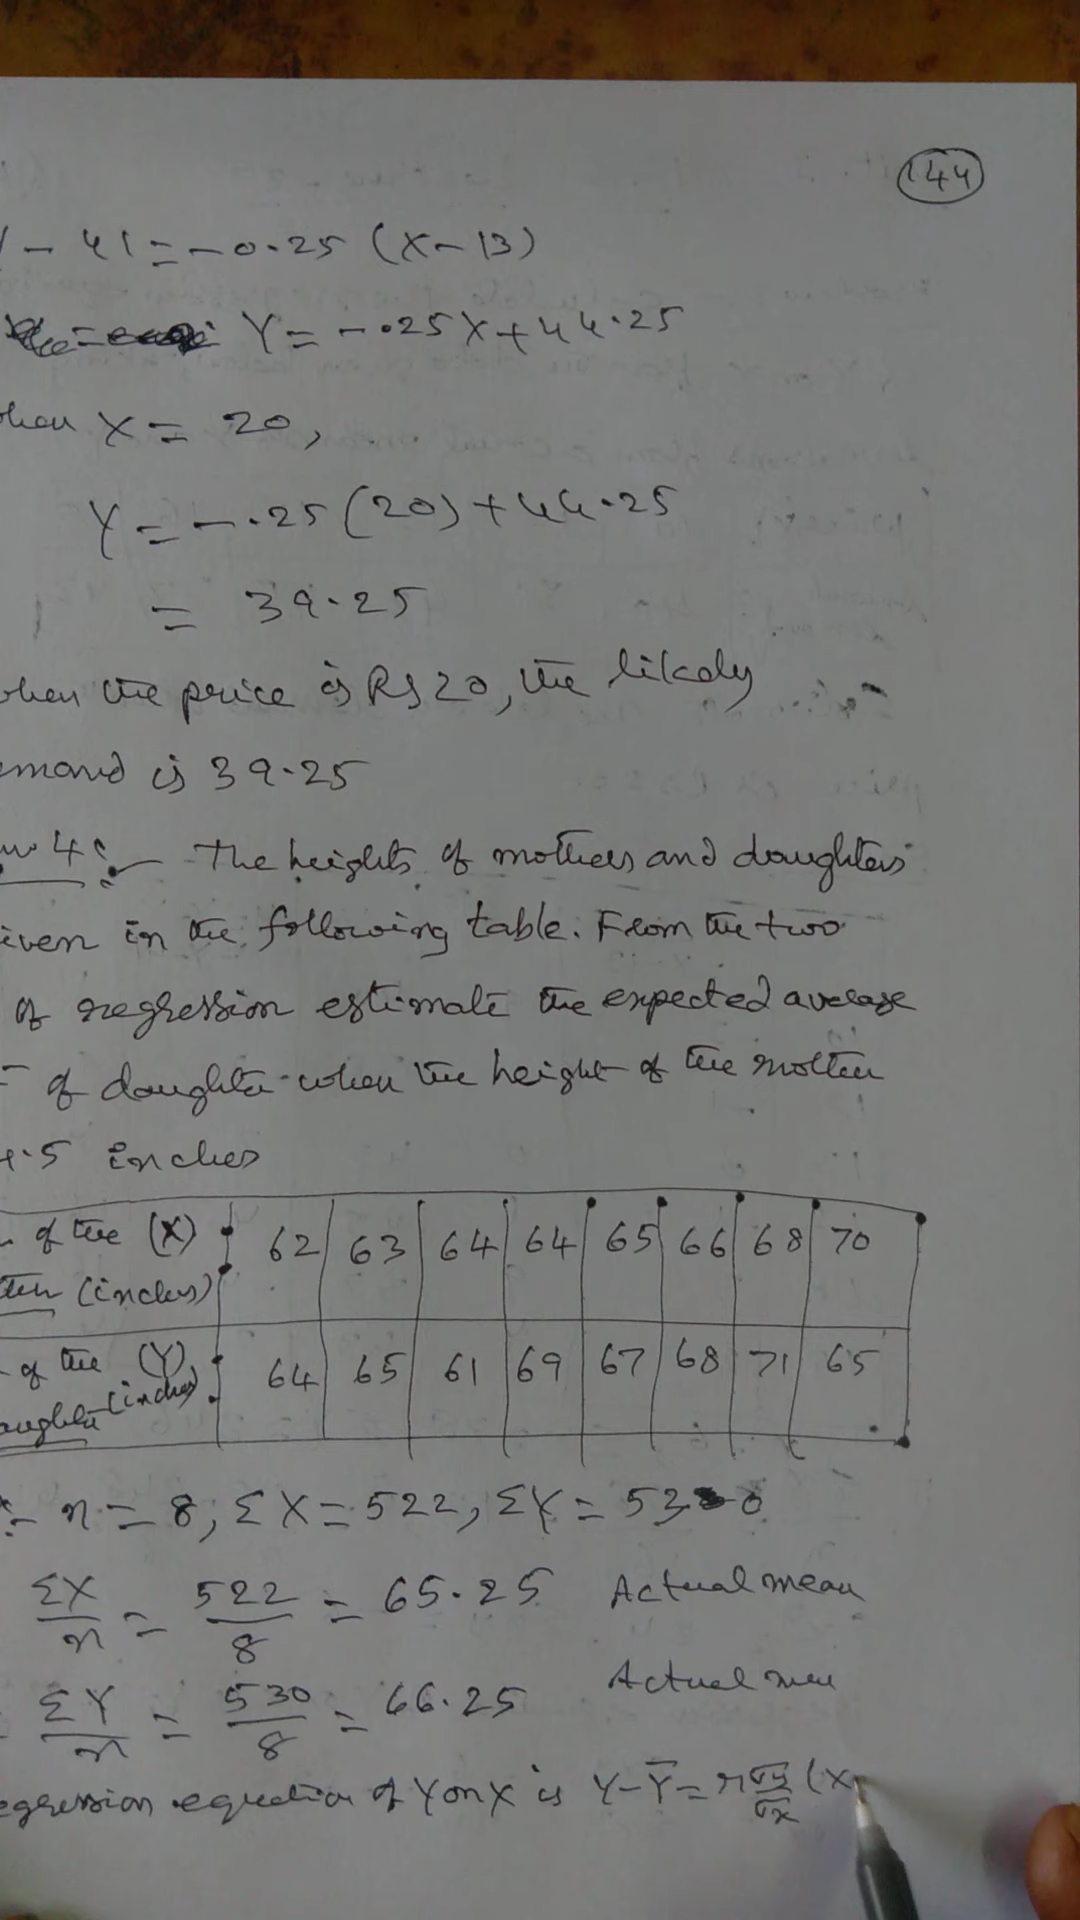 144
- 41 = -0.25 (X-13)
Y = -.25X + 44.25
X = 20,
Y = -.25 (20) + 44.25
= 39.25
when the price is Rs 20, the likely
demand is 39.25
4:- The heights of mothers and daughters
given in the following table. From the two
of regression estimate the expected average
of daughter when the height of the mother
.5 inches
of the (X) (inches) 62 63 64 64 65 66 68 70
of the (Y) (inches) 64 65 61 69 67 68 71 65
n = 8, ΣX = 522, ΣY = 530
ΣX/n = 522/8 = 65.25 Actual mean
ΣY/n = 530/8 = 66.25 Actual mean
regression equation of Y on X is Y-Ȳ = r σy/σx (X